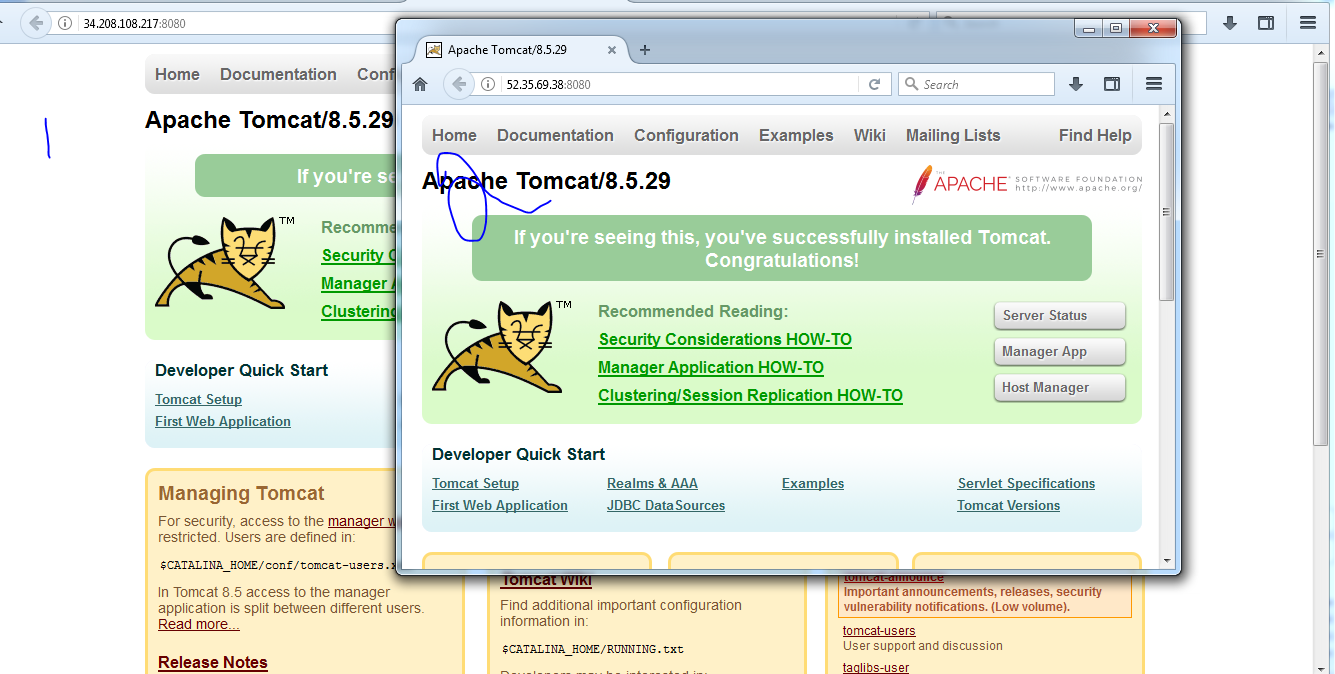 34.208.108.217:8080
Home Documentation Conf
Apache Tomcat/8.5.29
If you're se
TM
Recomme
Security C
Manager A
Clustering
Developer Quick Start
Tomcat Setup
First Web Application
Managing Tomcat
For security, access to the manager w
restricted. Users are defined in:
$CATALINA_HOME/conf/tomcat-users.x
In Tomcat 8.5 access to the manager
application is split between different users.
Read more...
Release Notes
Apache Tomcat/8.5.29
52.35.69.38:8080
Search
Home Documentation Configuration Examples Wiki Mailing Lists Find Help
Apache Tomcat/8.5.29
THE
APACHE SOFTWARE FOUNDATION
http://www.apache.org/
If you're seeing this, you've successfully installed Tomcat.
Congratulations!
TM
Recommended Reading:
Security Considerations HOW-TO
Manager Application HOW-TO
Clustering/Session Replication HOW-TO
Server Status
Manager App
Host Manager
Developer Quick Start
Tomcat Setup Realms & AAA Examples Servlet Specifications
First Web Application JDBC DataSources Tomcat Versions
Tomcat Wiki
Find additional important configuration
information in:
$CATALINA_HOME/RUNNING.txt
tomcat-announce
Important announcements, releases, security
vulnerability notifications. (Low volume).
tomcat-users
User support and discussion
taglibs-user